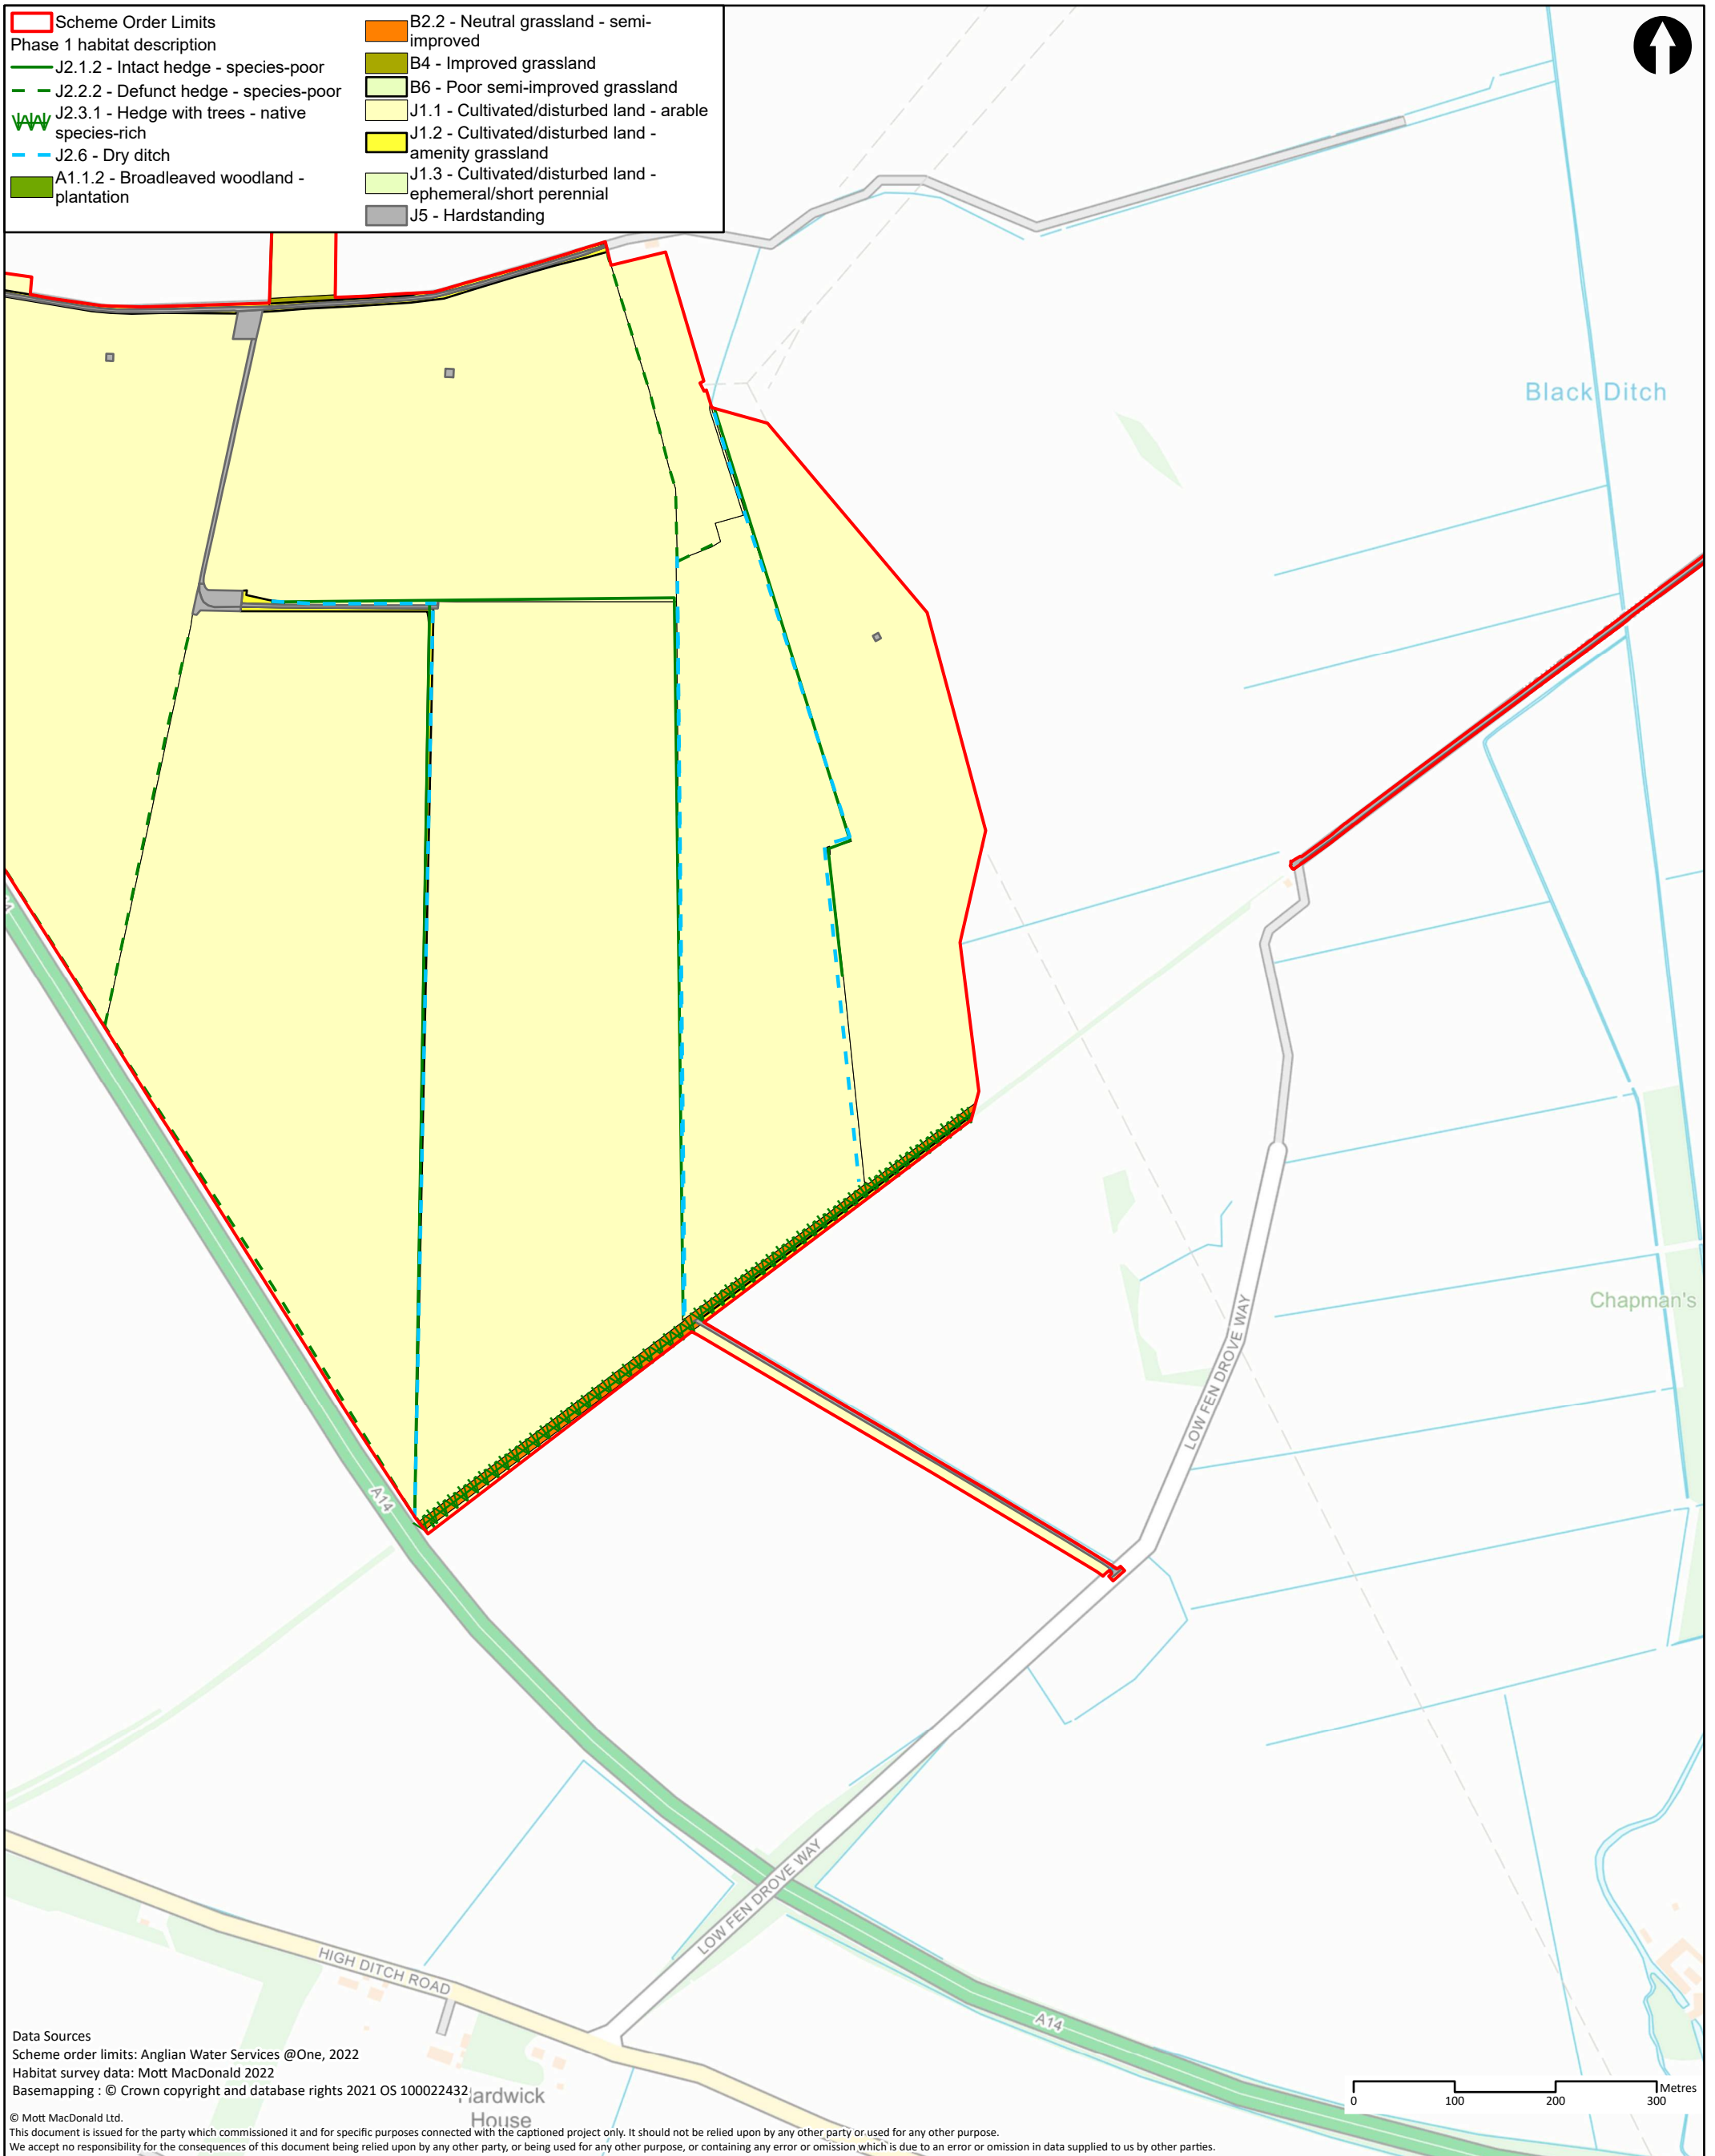 Scheme Order Limits
Phase 1 habitat description
J2.1.2 - Intact hedge - species-poor
J2.2.2 - Defunct hedge - species-poor
J2.3.1 - Hedge with trees - native
species-rich
J2.6 - Dry ditch
A1.1.2 - Broadleaved woodland -
plantation
B2.2 - Neutral grassland - semi-
improved
B4 - Improved grassland
B6 - Poor semi-improved grassland
J1.1 - Cultivated/disturbed land - arable
J1.2 - Cultivated/disturbed land -
amenity grassland
J1.3 - Cultivated/disturbed land -
ephemeral/short perennial
J5 - Hardstanding
Black Ditch
Chapman's
LOW FEN DROVE WAY
A14
LOW FEN DROVE WAY
HIGH DITCH ROAD
A14
Hardwick
House
Data Sources
Scheme order limits: Anglian Water Services @One, 2022
Habitat survey data: Mott MacDonald 2022
Basemapping : © Crown copyright and database rights 2021 OS 100022432
Metres
0 100 200 300
© Mott MacDonald Ltd.
This document is issued for the party which commissioned it and for specific purposes connected with the captioned project only. It should not be relied upon by any other party or used for any other purpose.
We accept no responsibility for the consequences of this document being relied upon by any other party, or being used for any other purpose, or containing any error or omission which is due to an error or omission in data supplied to us by other parties.